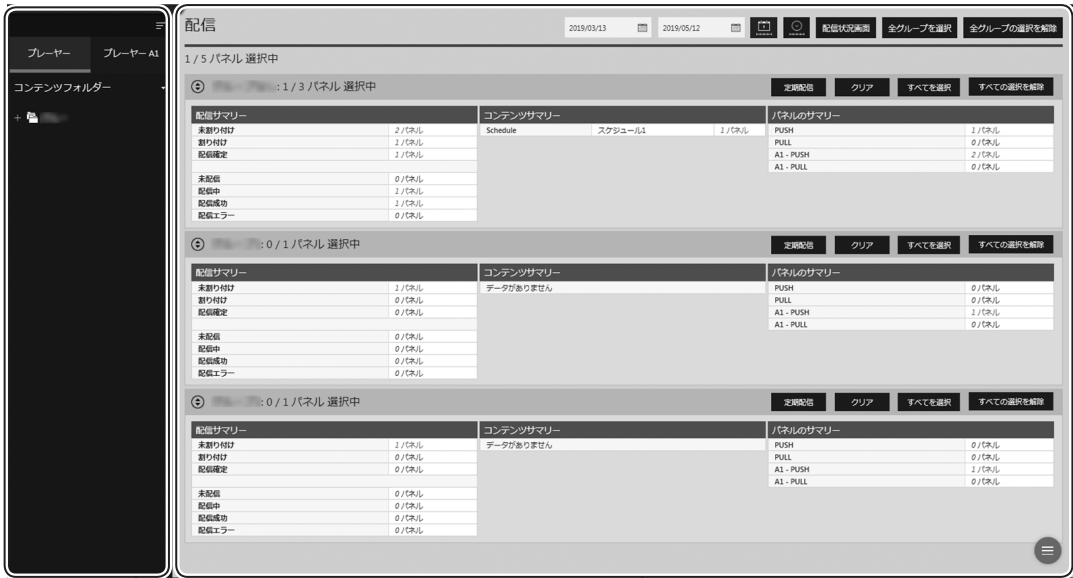 プレーヤー
プレーヤー A1
コンテンツフォルダー
配信
2019/03/13
2019/05/12
配信状況画面
全グループを選択
全グループの選択を解除
1 / 5 パネル 選択中
: 1 / 3 パネル 選択中
定期配信
クリア
すべてを選択
すべての選択を解除
配信サマリー
未割り付け 2 パネル
割り付け 1 パネル
配信確定 1 パネル
未配信 0 パネル
配信中 1 パネル
配信成功 1 パネル
配信エラー 0 パネル
コンテンツサマリー
Schedule スケジュール1 1 パネル
パネルのサマリー
PUSH 1 パネル
PULL 0 パネル
A1 - PUSH 2 パネル
A1 - PULL 0 パネル
: 0 / 1 パネル 選択中
定期配信
クリア
すべてを選択
すべての選択を解除
配信サマリー
未割り付け 1 パネル
割り付け 0 パネル
配信確定 0 パネル
未配信 0 パネル
配信中 0 パネル
配信成功 0 パネル
配信エラー 0 パネル
コンテンツサマリー
データがありません
パネルのサマリー
PUSH 0 パネル
PULL 0 パネル
A1 - PUSH 1 パネル
A1 - PULL 0 パネル
: 0 / 1 パネル 選択中
定期配信
クリア
すべてを選択
すべての選択を解除
配信サマリー
未割り付け 1 パネル
割り付け 0 パネル
配信確定 0 パネル
未配信 0 パネル
配信中 0 パネル
配信成功 0 パネル
配信エラー 0 パネル
コンテンツサマリー
データがありません
パネルのサマリー
PUSH 0 パネル
PULL 0 パネル
A1 - PUSH 1 パネル
A1 - PULL 0 パネル